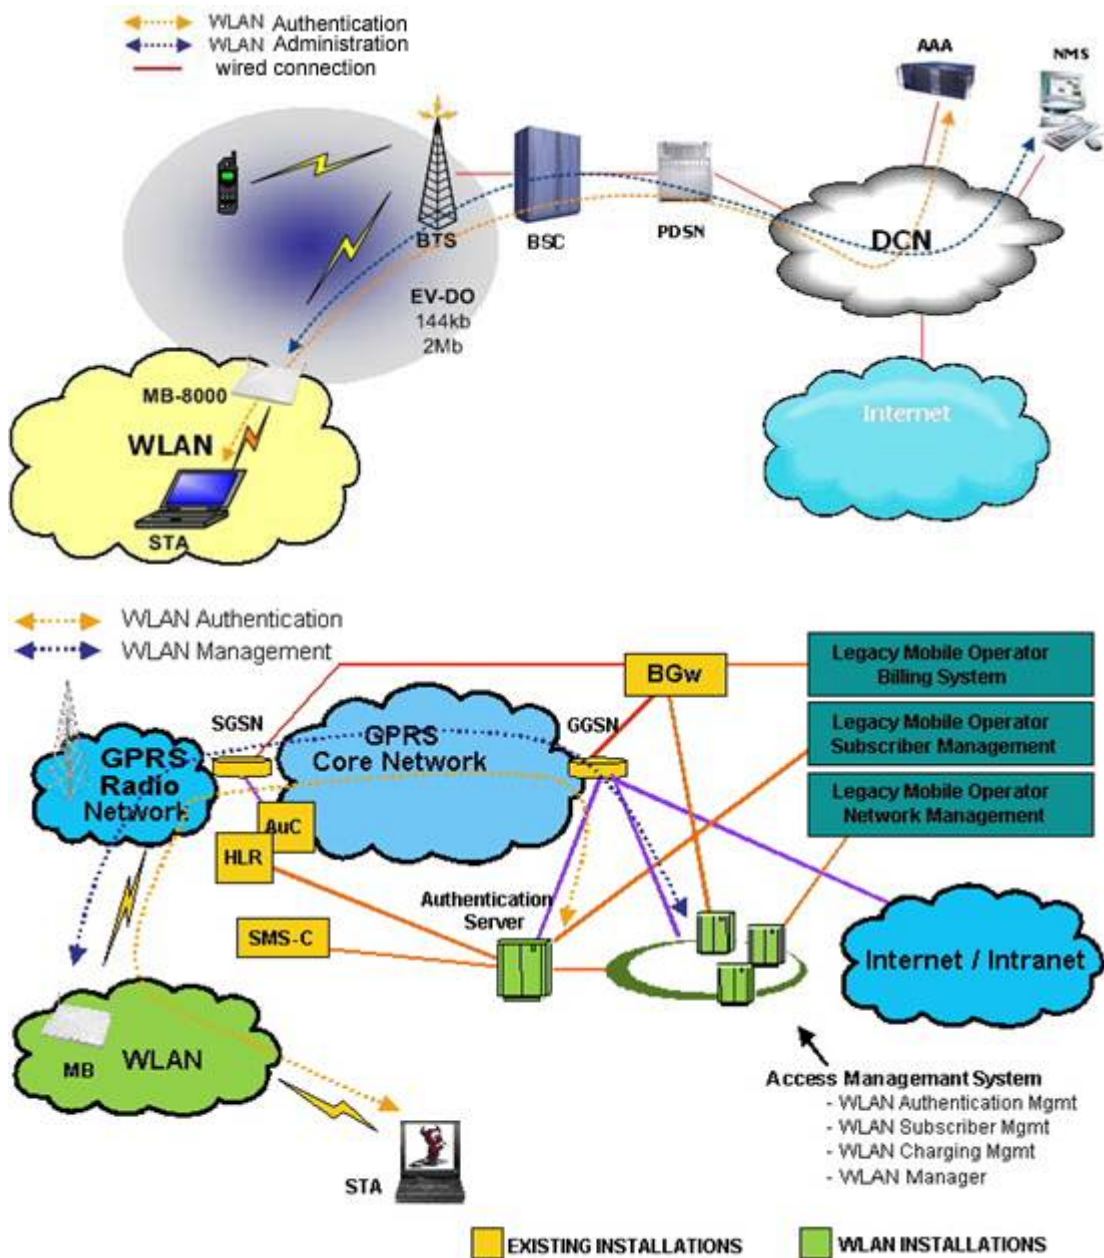 WLAN Authentication
WLAN Administration
wired connection
AAA
NMS
BTS
BSC
PDSN
DCN
EV-DO
144kb
2Mb
MB-8000
WLAN
STA
Internet
WLAN Authentication
WLAN Management
BGw
Legacy Mobile Operator
Billing System
SGSN
GPRS
Core Network
GGSN
Legacy Mobile Operator
Subscriber Management
GPRS
Radio
Network
Legacy Mobile Operator
Network Management
AuC
HLR
Authentication
Server
SMS-C
Internet / Intranet
MB
WLAN
STA
Access Managemant System
- WLAN Authentication Mgmt
- WLAN Subscriber Mgmt
- WLAN Charging Mgmt
- WLAN Manager
EXISTING INSTALLATIONS
WLAN INSTALLATIONS